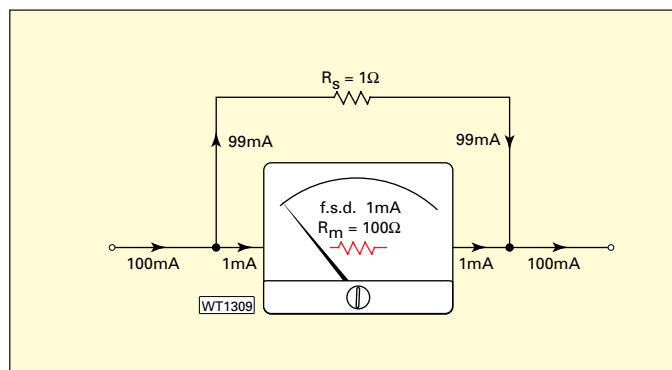 R_s = 1Ω
99mA
99mA
f.s.d. 1mA
R_m = 100Ω
100mA
1mA
1mA
100mA
WT1309